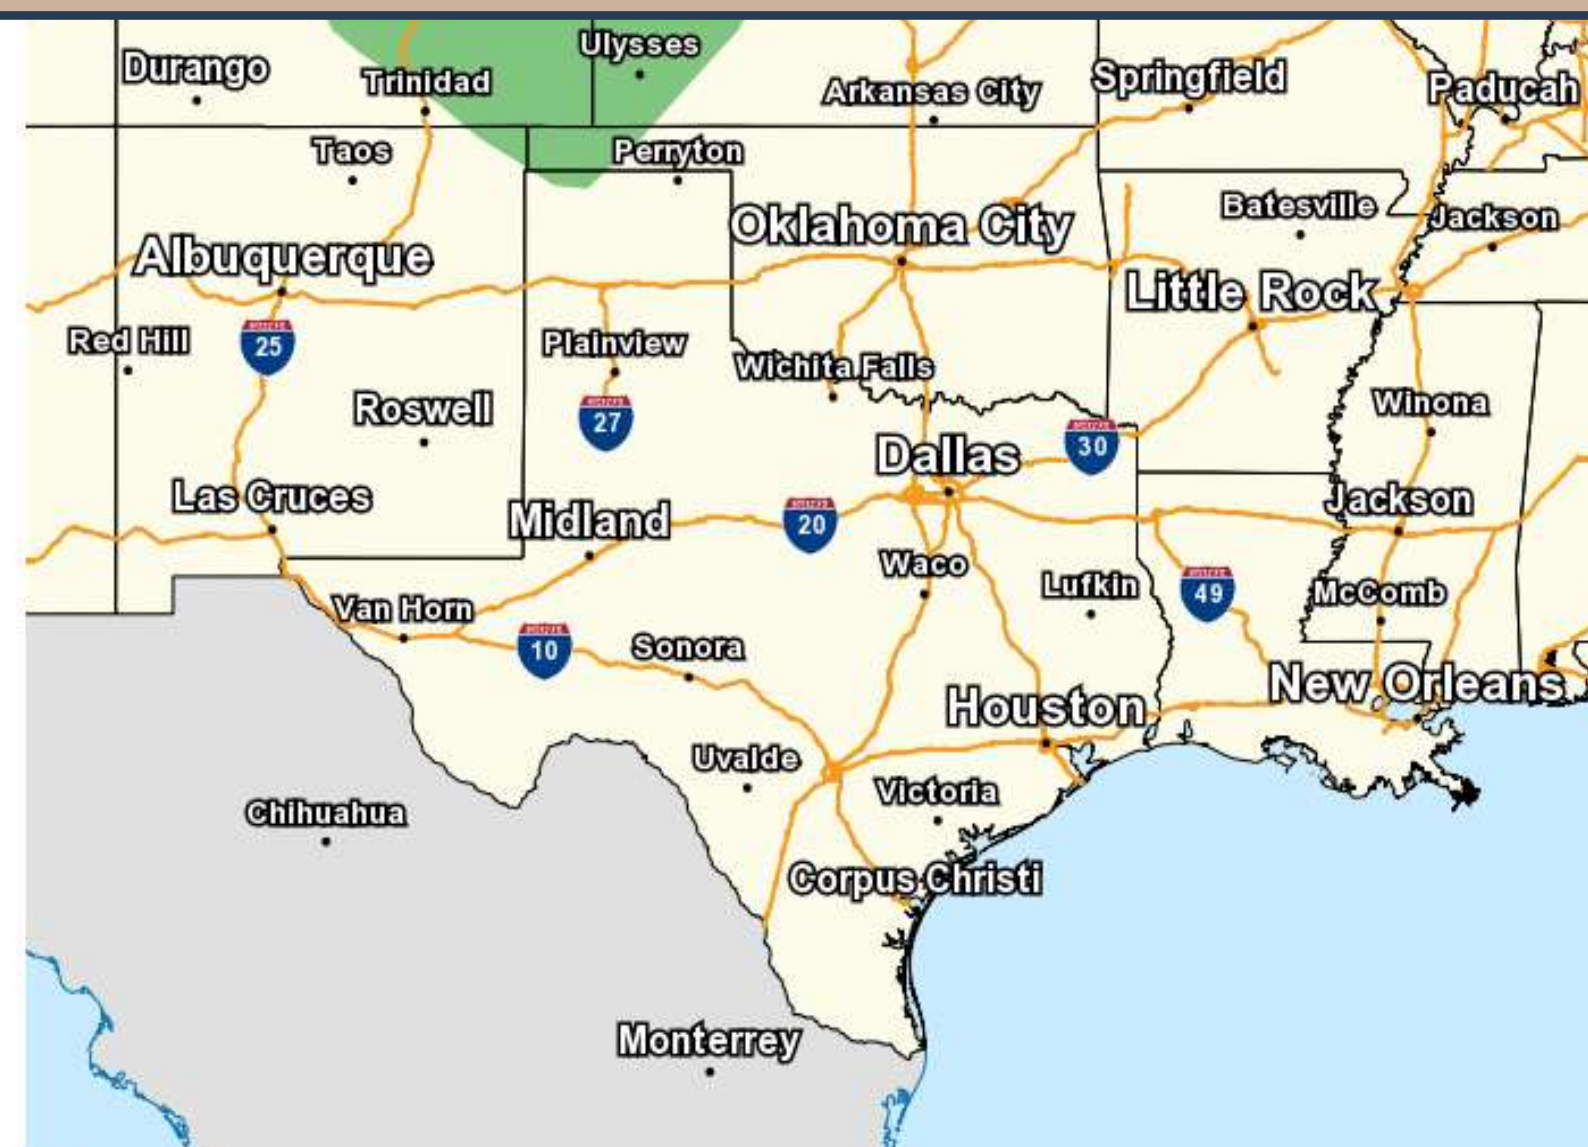 Ulysses
Durango
Trinidad
Arkansas City
Springfield
Paducah
Taos
Perryton
Batesville
Jackson
Oklahoma City
Albuquerque
Little Rock
Red Hill
25
Plainview
Wichita Falls
Roswell
27
Winona
Dallas
30
Las Cruces
Midland
20
Jackson
Waco
Lufkin
49
McComb
Van Horn
10
Sonora
New Orleans
Houston
Uvalde
Victoria
Chihuahua
Corpus Christi
Monterrey